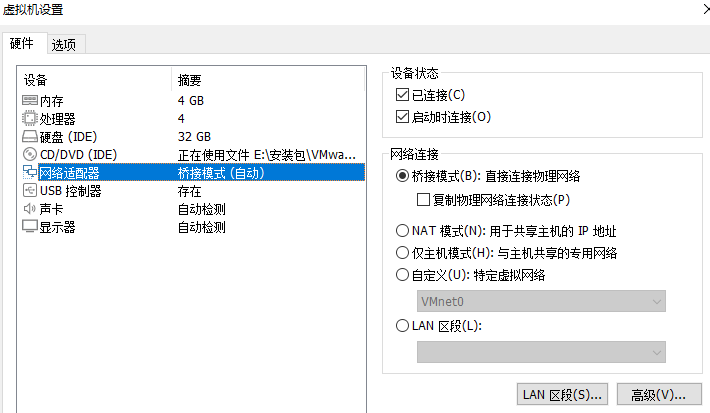 虚拟机设置
硬件 选项
设备 摘要
内存 4 GB
处理器 4
硬盘 (IDE) 32 GB
CD/DVD (IDE) 正在使用文件 E:\安装包\VMwa...
网络适配器 桥接模式 (自动)
USB 控制器 存在
声卡 自动检测
显示器 自动检测
设备状态
已连接(C)
启动时连接(O)
网络连接
桥接模式(B): 直接连接物理网络
复制物理网络连接状态(P)
NAT 模式(N): 用于共享主机的 IP 地址
仅主机模式(H): 与主机共享的专用网络
自定义(U): 特定虚拟网络
VMnet0
LAN 区段(L):
LAN 区段(S)... 高级(V)...